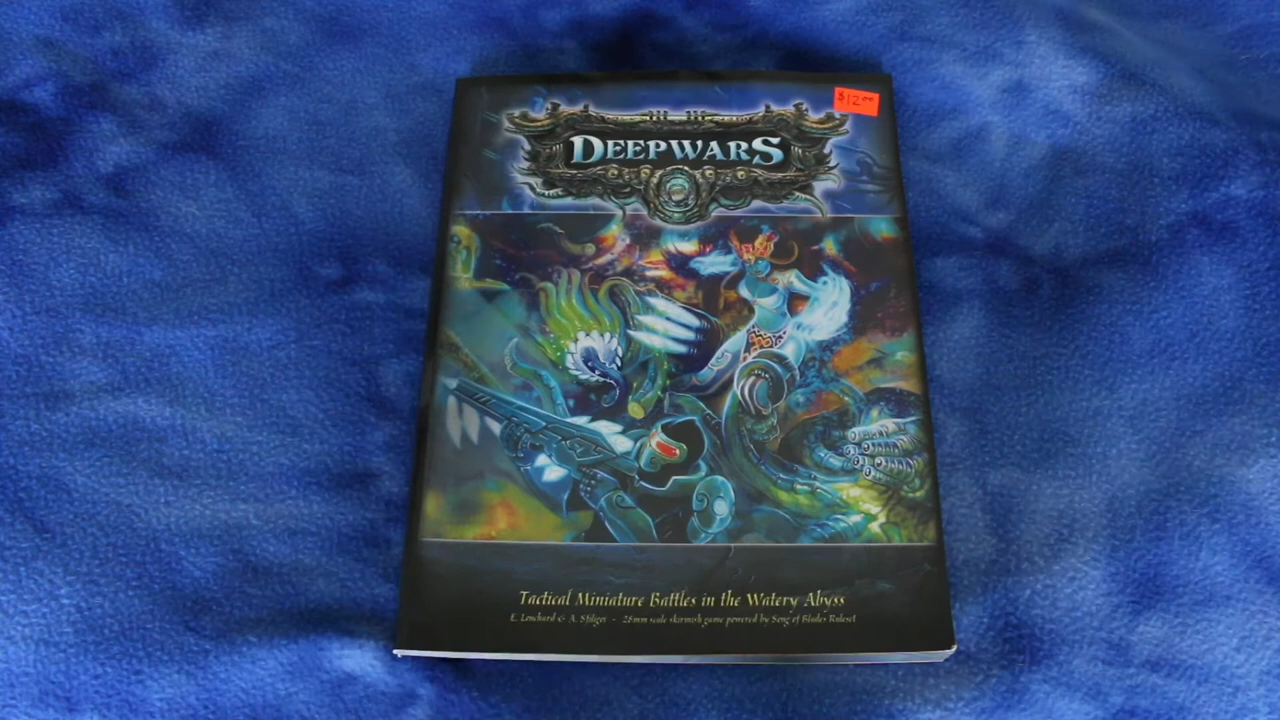 $12.00
DEEPWARS
Tactical Miniature Battles in the Watery Abyss
E. Louchard & A. Sfiligoi - 28mm scale skirmish game powered by Song of Blades Ruleset